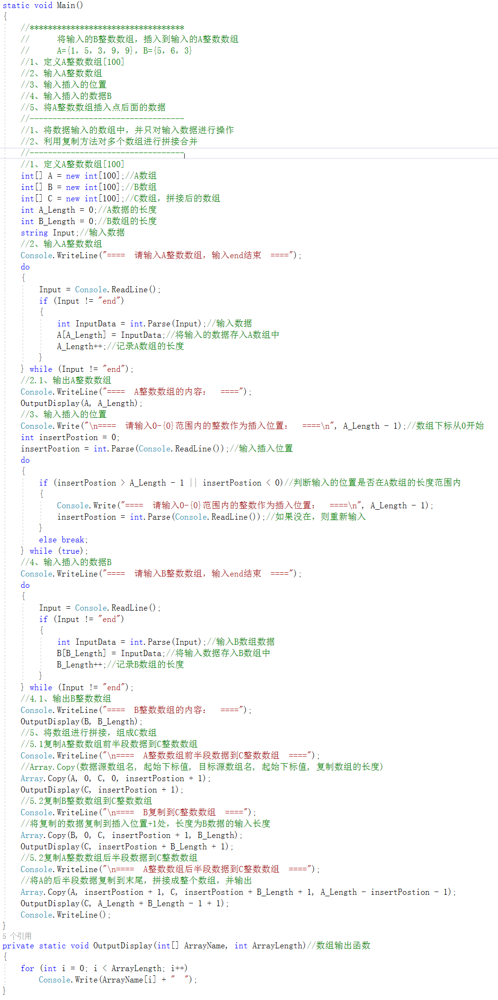 static void Main()
{
//**********************************
//      将输入的B整数数组，插入到输入的A整数数组
//      A={1，5，3，9，9}，B={5，6，3}
//1、定义A整数数组[100]
//2、输入A整数数组
//3、输入插入的位置
//4、输入插入的数据B
//5、将A整数数组插入点后面的数据
//----------------------------------
//1、将数据输入的数组中，并只对输入数据进行操作
//2、利用复制方法对多个数组进行拼接合并
//----------------------------------
//1、定义A整数数组[100]
int[] A = new int[100];//A数组
int[] B = new int[100];//B数组
int[] C = new int[100];//C数组，拼接后的数组
int A_Length = 0;//A数据的长度
int B_Length = 0;//B数组的长度
string Input;//输入数据
//2、输入A整数数组
Console.WriteLine("====  请输入A整数数组，输入end结束  ====");
do
{
Input = Console.ReadLine();
if (Input != "end")
{
int InputData = int.Parse(Input);//输入数据
A[A_Length] = InputData;//将输入的数据存入A数组中
A_Length++;//记录A数组的长度
}
} while (Input != "end");
//2.1、输出A整数数组
Console.WriteLine("====  A整数数组的内容：  ====");
OutputDisplay(A, A_Length);
//3、输入插入的位置
Console.Write("\n====  请输入0-{0}范围内的整数作为插入位置：  ====\n", A_Length - 1);//数组下标从0开始
int insertPostion = 0;
insertPostion = int.Parse(Console.ReadLine());//输入插入位置
do
{
if (insertPostion > A_Length - 1 || insertPostion < 0)//判断输入的位置是否在A数组的长度范围内
{
Console.Write("====  请输入0-{0}范围内的整数作为插入位置：  ====\n", A_Length - 1);
insertPostion = int.Parse(Console.ReadLine());//如果没在，则重新输入
}
else break;
} while (true);
//4、输入插入的数据B
Console.WriteLine("====  请输入B整数数组，输入end结束  ====");
do
{
Input = Console.ReadLine();
if (Input != "end")
{
int InputData = int.Parse(Input);//输入B数组数据
B[B_Length] = InputData;//将输入数据存入B数组中
B_Length++;//记录B数组的长度
}
} while (Input != "end");
//4.1、输出B整数数组
Console.WriteLine("====  B整数数组的内容：  ====");
OutputDisplay(B, B_Length);
//5、将数组进行拼接，组成C数组
//5.1复制A整数数组前半段数据到C整数数组
Console.WriteLine("\n====  A整数数组前半段数据到C整数数组  ====");
//Array.Copy(数据源数组名, 起始下标值, 目标源数组名, 起始下标值, 复制数组的长度)
Array.Copy(A, 0, C, 0, insertPostion + 1);
OutputDisplay(C, insertPostion + 1);
//5.2复制B整数数组到C整数数组
Console.WriteLine("\n====  B复制到C整数数组  ====");
//将复制的数据复制到插入位置+1处，长度为B数据的输入长度
Array.Copy(B, 0, C, insertPostion + 1, B_Length);
OutputDisplay(C, insertPostion + B_Length + 1);
//5.2复制A整数数组后半段数据到C整数数组
Console.WriteLine("\n====  A整数数组后半段数据到C整数数组  ====");
//将A的后半段数据复制到末尾，拼接成整个数组，并输出
Array.Copy(A, insertPostion + 1, C, insertPostion + B_Length + 1, A_Length - insertPostion - 1);
OutputDisplay(C, A_Length + B_Length - 1 + 1);
Console.WriteLine();
}
5 个引用
private static void OutputDisplay(int[] ArrayName, int ArrayLength)//数组输出函数
{
for (int i = 0; i < ArrayLength; i++)
Console.Write(ArrayName[i] + "  ");
}